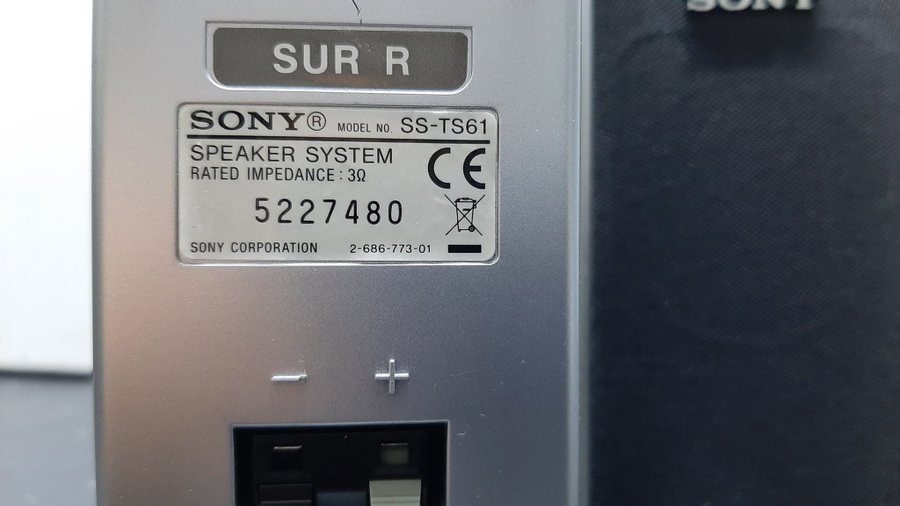 SONY
SUR R
SONY® MODEL NO. SS-TS61
SPEAKER SYSTEM
RATED IMPEDANCE : 3Ω
CE
5227480
SONY CORPORATION 2-686-773-01
− +